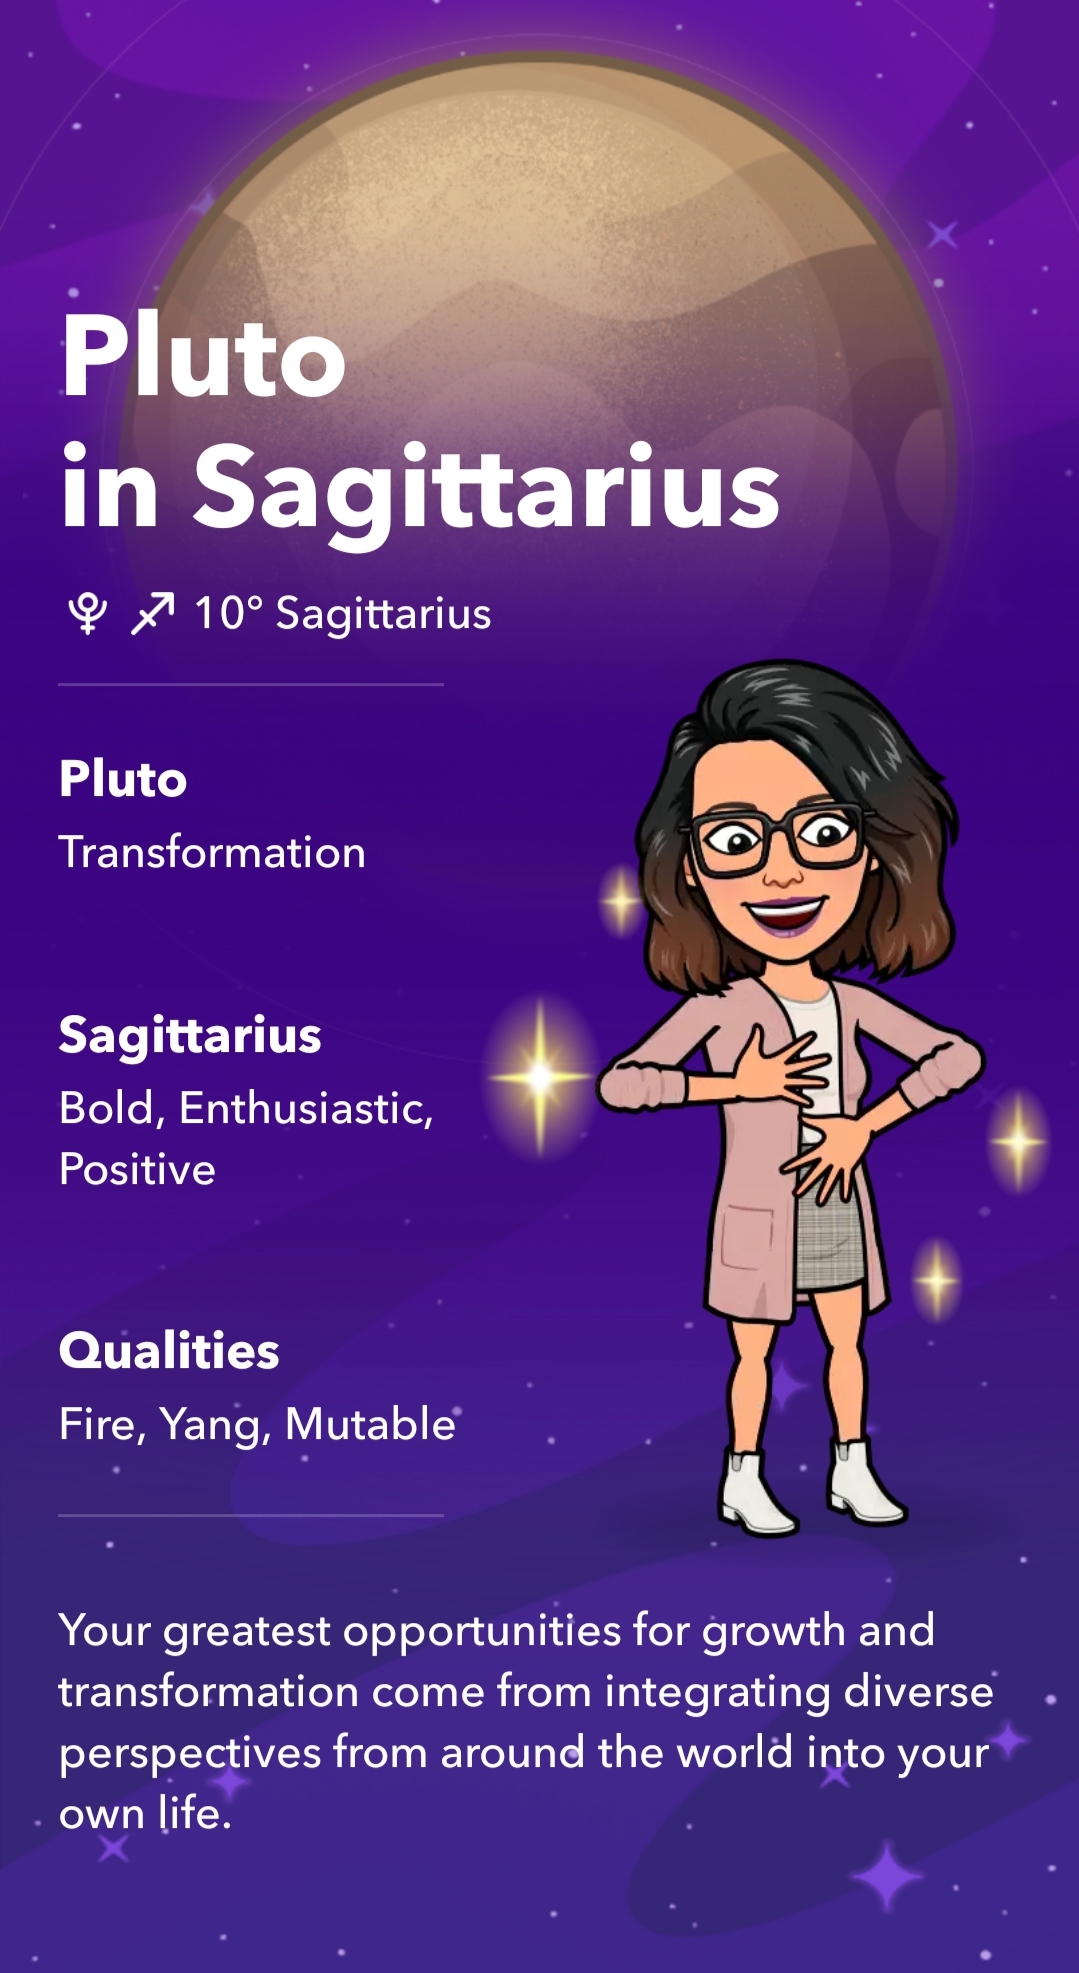 Pluto
in Sagittarius
♇ ♐ 10° Sagittarius
Pluto
Transformation
Sagittarius
Bold, Enthusiastic,
Positive
Qualities
Fire, Yang, Mutable
Your greatest opportunities for growth and
transformation come from integrating diverse
perspectives from around the world into your
own life.